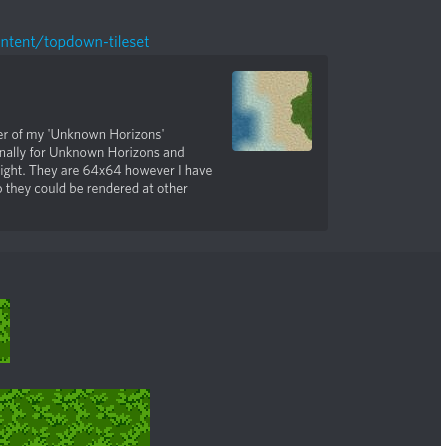 ntent/topdown-tileset
er of my 'Unknown Horizons'
nally for Unknown Horizons and
ight. They are 64x64 however I have
they could be rendered at other